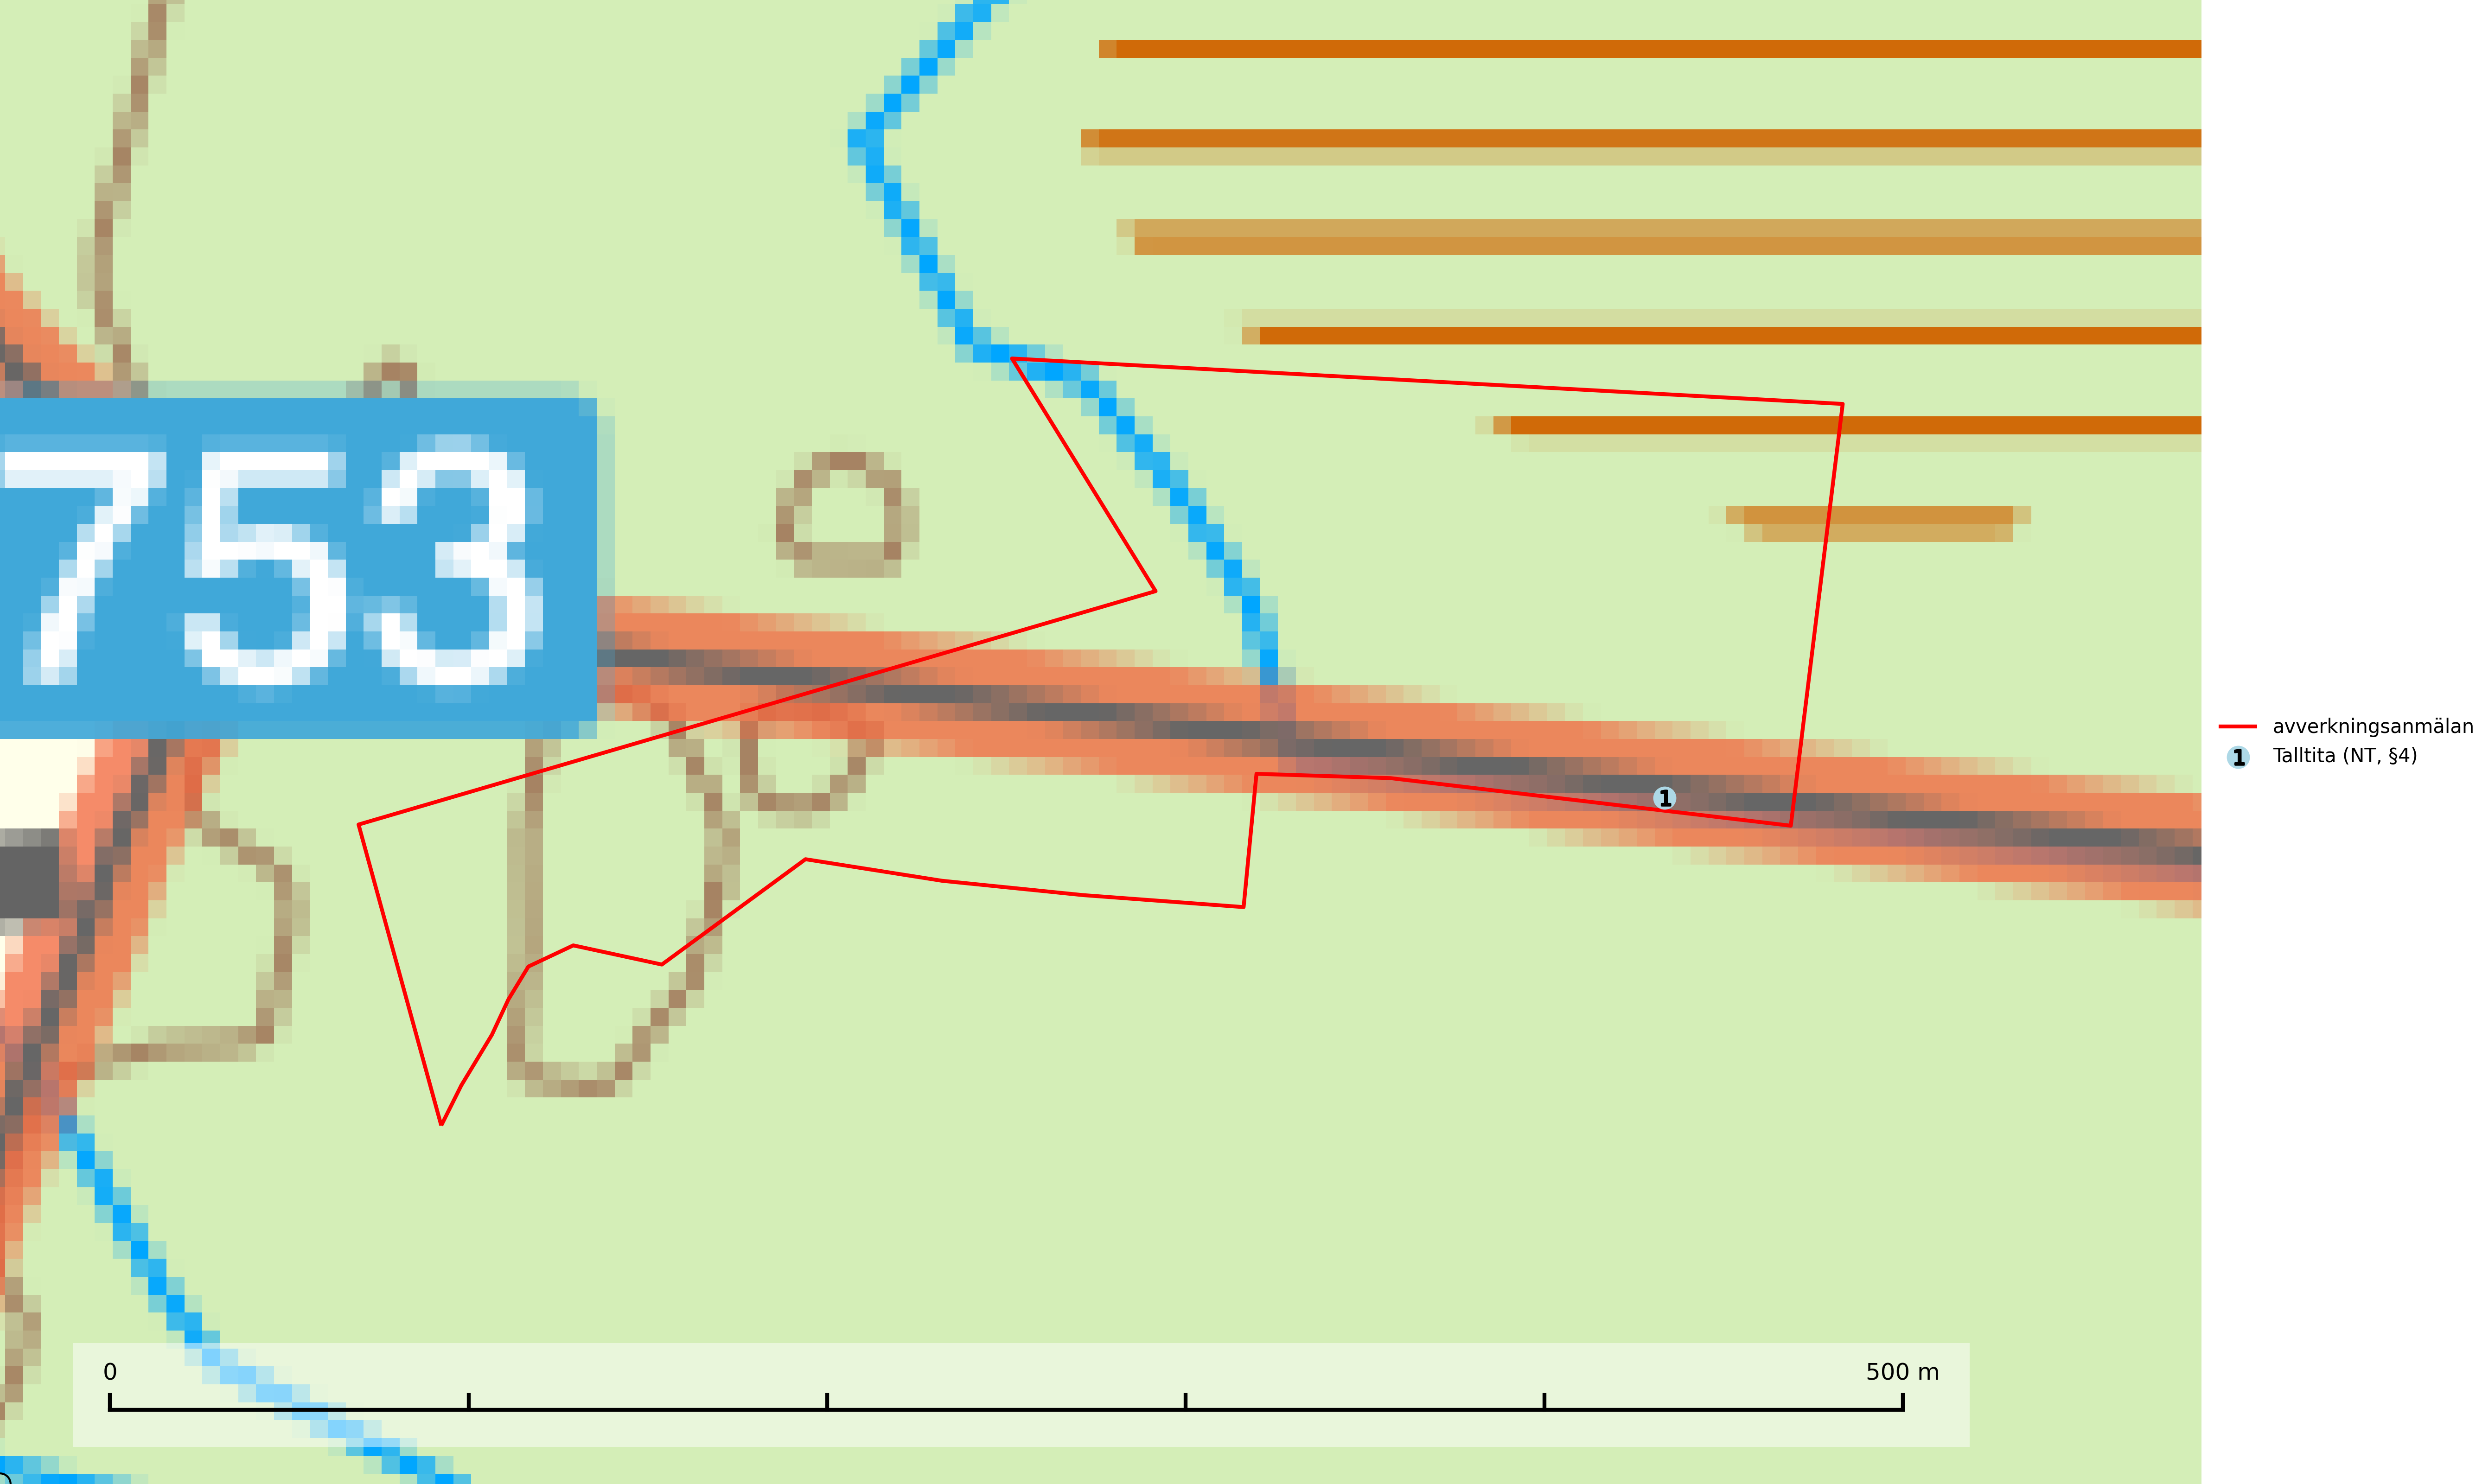 753
avverkningsanmälan
1 Talltita (NT, §4)
1
0 500 m